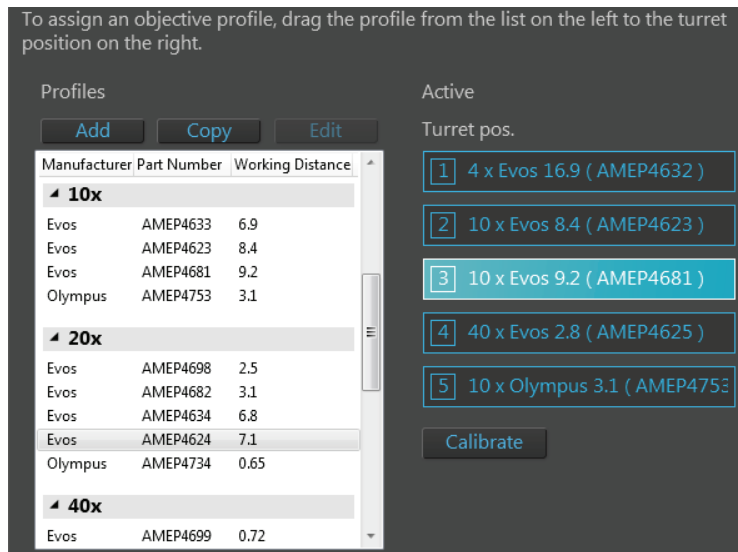 To assign an objective profile, drag the profile from the list on the left to the turret
position on the right.
Profiles
Add Copy Edit
Manufacturer Part Number Working Distance
10x
Evos AMEP4633 6.9
Evos AMEP4623 8.4
Evos AMEP4681 9.2
Olympus AMEP4753 3.1
20x
Evos AMEP4698 2.5
Evos AMEP4682 3.1
Evos AMEP4634 6.8
Evos AMEP4624 7.1
Olympus AMEP4734 0.65
40x
Evos AMEP4699 0.72
Active
Turret pos.
1 4 x Evos 16.9 ( AMEP4632 )
2 10 x Evos 8.4 ( AMEP4623 )
3 10 x Evos 9.2 ( AMEP4681 )
4 40 x Evos 2.8 ( AMEP4625 )
5 10 x Olympus 3.1 ( AMEP4753
Calibrate